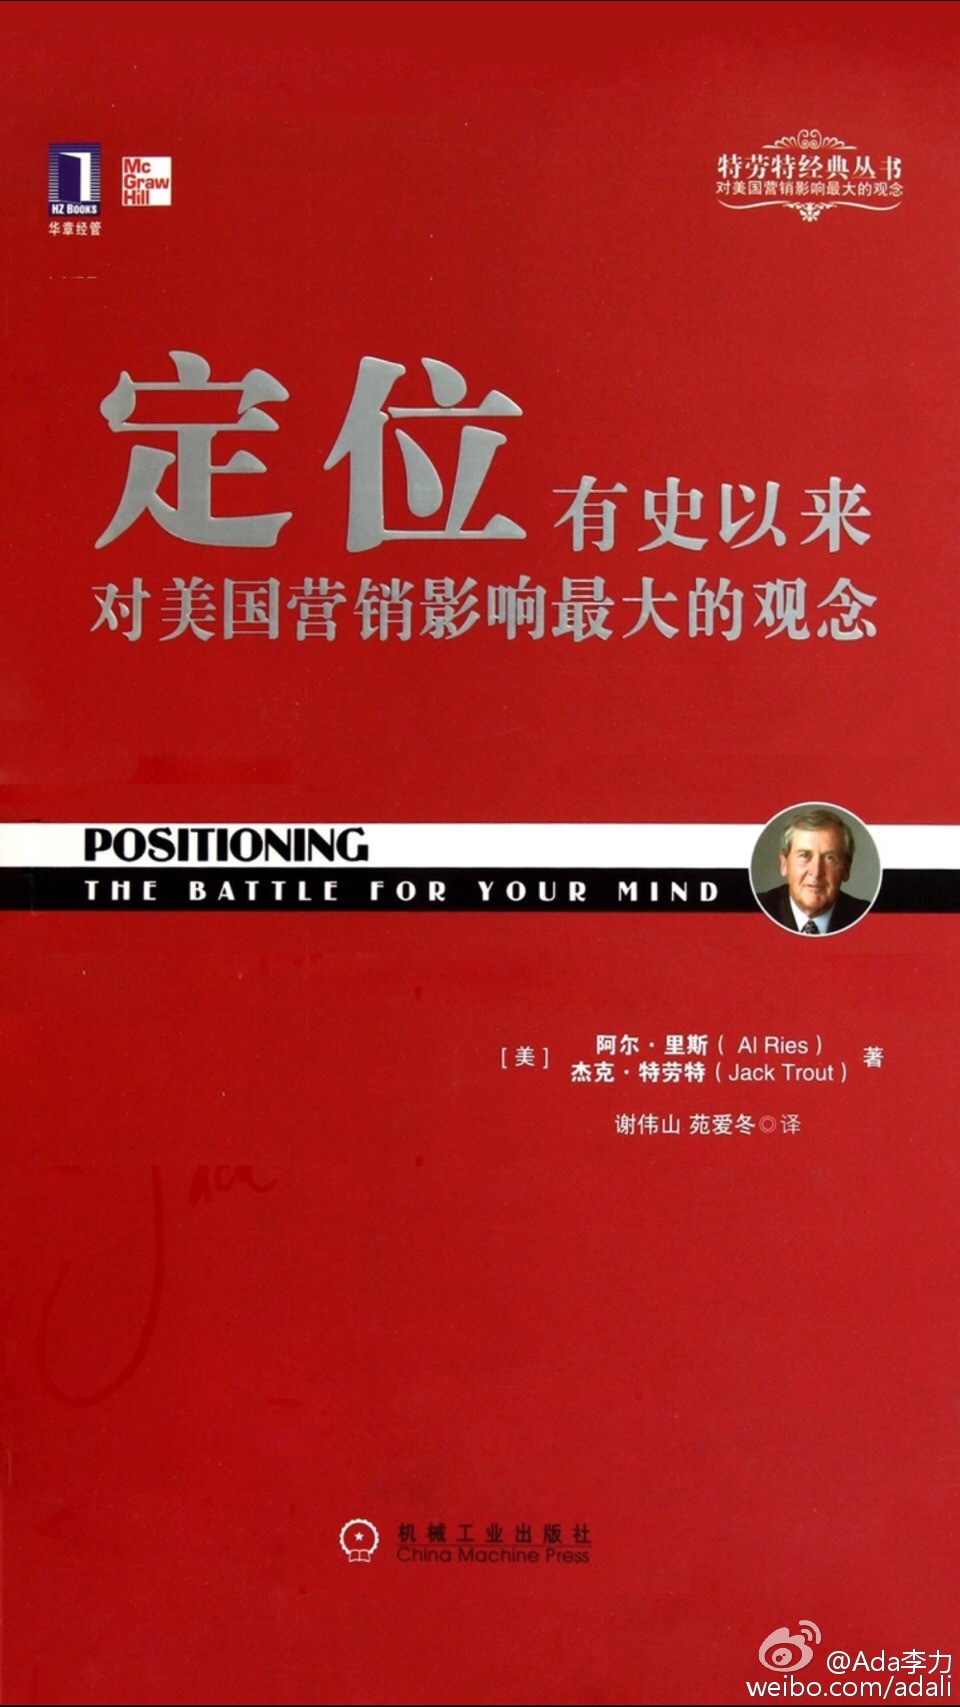 HZ BOOKS
华章经管
Mc
Graw
Hill
特劳特经典丛书
对美国营销影响最大的观念
定位 有史以来
对美国营销影响最大的观念
POSITIONING
THE BATTLE FOR YOUR MIND
[美] 阿尔·里斯( Al Ries )
杰克·特劳特(Jack Trout) 著
谢伟山 苑爱冬◎译
机械工业出版社
China Machine Press
@Ada李力
weibo.com/adali